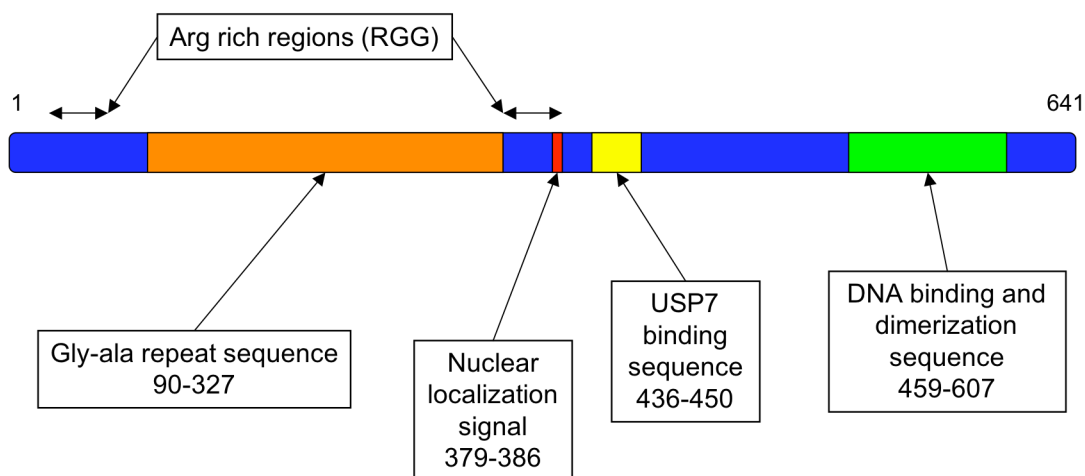 Arg rich regions (RGG)
1
641
Gly-ala repeat sequence
90-327
Nuclear
localization
signal
379-386
USP7
binding
sequence
436-450
DNA binding and
dimerization
sequence
459-607